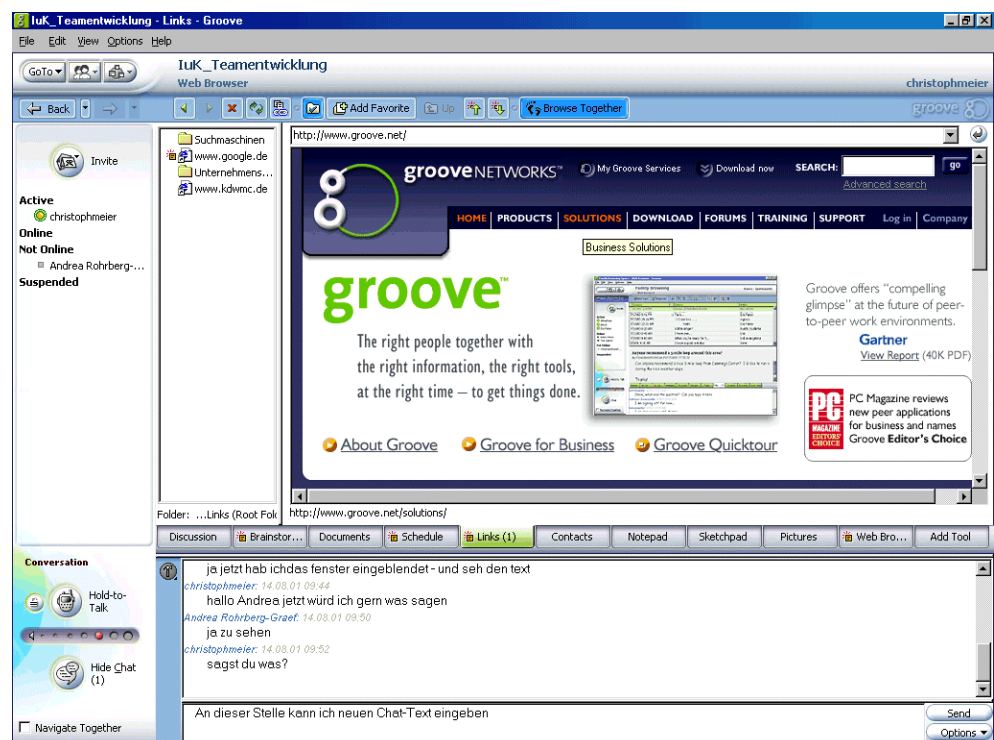 IuK_Teamentwicklung - Links - Groove
File Edit View Options Help
GoTo
IuK_Teamentwicklung
Web Browser
christophmeier
Back
Add Favorite
Up
Browse Together
groove
Invite
Active
christophmeier
Online
Not Online
Andrea Rohrberg-...
Suspended
Suchmaschinen
www.google.de
Unternehmens...
www.kdwmc.de
Folder: ...Links (Root Folc
http://www.groove.net/
grooveNETWORKS™
My Groove Services
Download now
SEARCH:
go
Advanced search
HOME | PRODUCTS | SOLUTIONS | DOWNLOAD | FORUMS | TRAINING | SUPPORT Log in | Company
Business Solutions
groove™
The right people together with
the right information, the right tools,
at the right time – to get things done.
Groove offers “compelling
glimpse” at the future of peer-
to-peer work environments.
Gartner
View Report (40K PDF)
PC
MAGAZINE
EDITORS'
CHOICE
PC Magazine reviews
new peer applications
for business and names
Groove Editor's Choice
About Groove
Groove for Business
Groove Quicktour
http://www.groove.net/solutions/
Discussion
Brainstor...
Documents
Schedule
Links (1)
Contacts
Notepad
Sketchpad
Pictures
Web Bro...
Add Tool
Conversation
Hold-to-
Talk
Hide Chat
(1)
Navigate Together
ja jetzt hab ichdas fenster eingeblendet - und seh den text
christophmeier: 14.08.01 09:44
hallo Andrea jetzt würd ich gern was sagen
Andrea Rohrberg-Graef: 14.08.01 09:50
ja zu sehen
christophmeier: 14.08.01 09:52
sagst du was?
An dieser Stelle kann ich neuen Chat-Text eingeben
Send
Options